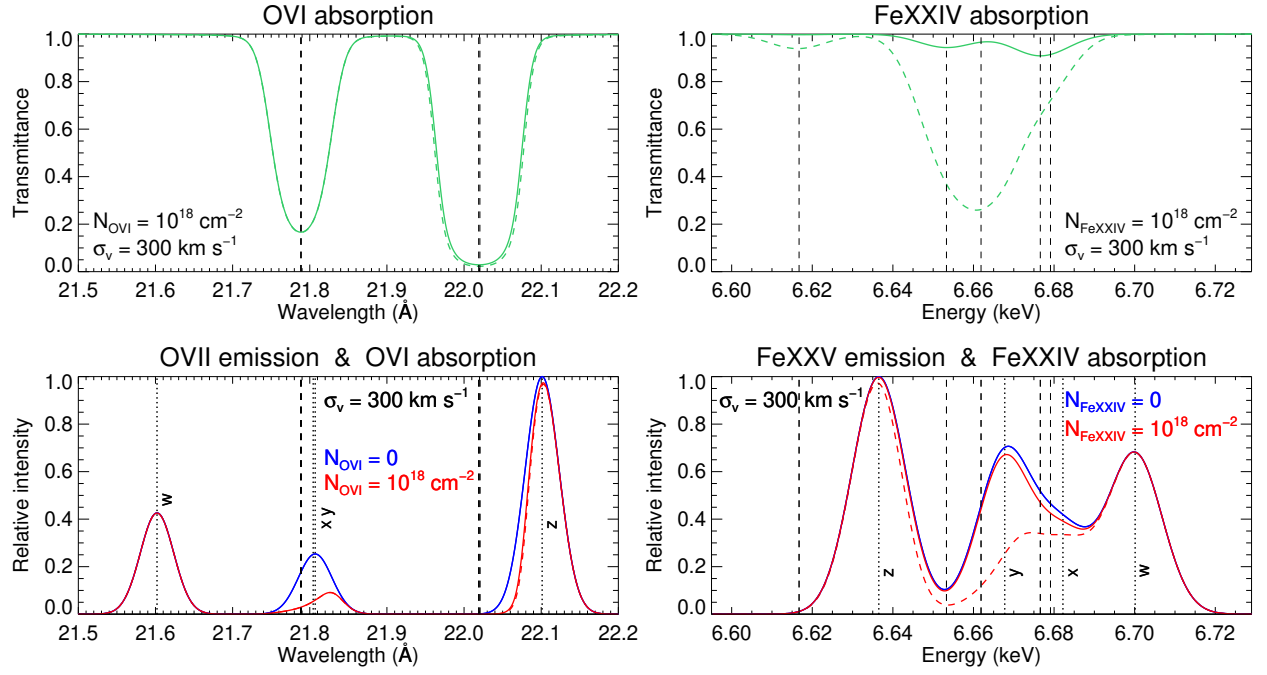 OVI absorption
Transmittance
1.0
0.8
0.6
0.4
0.2
0.0
N_OVI = 10^18 cm^−2
σ_v = 300 km s^−1
21.5 21.6 21.7 21.8 21.9 22.0 22.1 22.2
Wavelength (Å)
FeXXIV absorption
Transmittance
1.0
0.8
0.6
0.4
0.2
0.0
N_FeXXIV = 10^18 cm^−2
σ_v = 300 km s^−1
6.60 6.62 6.64 6.66 6.68 6.70 6.72
Energy (keV)
OVII emission & OVI absorption
Relative intensity
1.0
0.8
0.6
0.4
0.2
0.0
σ_v = 300 km s^−1
N_OVI = 0
N_OVI = 10^18 cm^−2
w
x y
z
21.5 21.6 21.7 21.8 21.9 22.0 22.1 22.2
Wavelength (Å)
FeXXV emission & FeXXIV absorption
Relative intensity
1.0
0.8
0.6
0.4
0.2
0.0
σ_v = 300 km s^−1
N_FeXXIV = 0
N_FeXXIV = 10^18 cm^−2
z
y
x
w
6.60 6.62 6.64 6.66 6.68 6.70 6.72
Energy (keV)